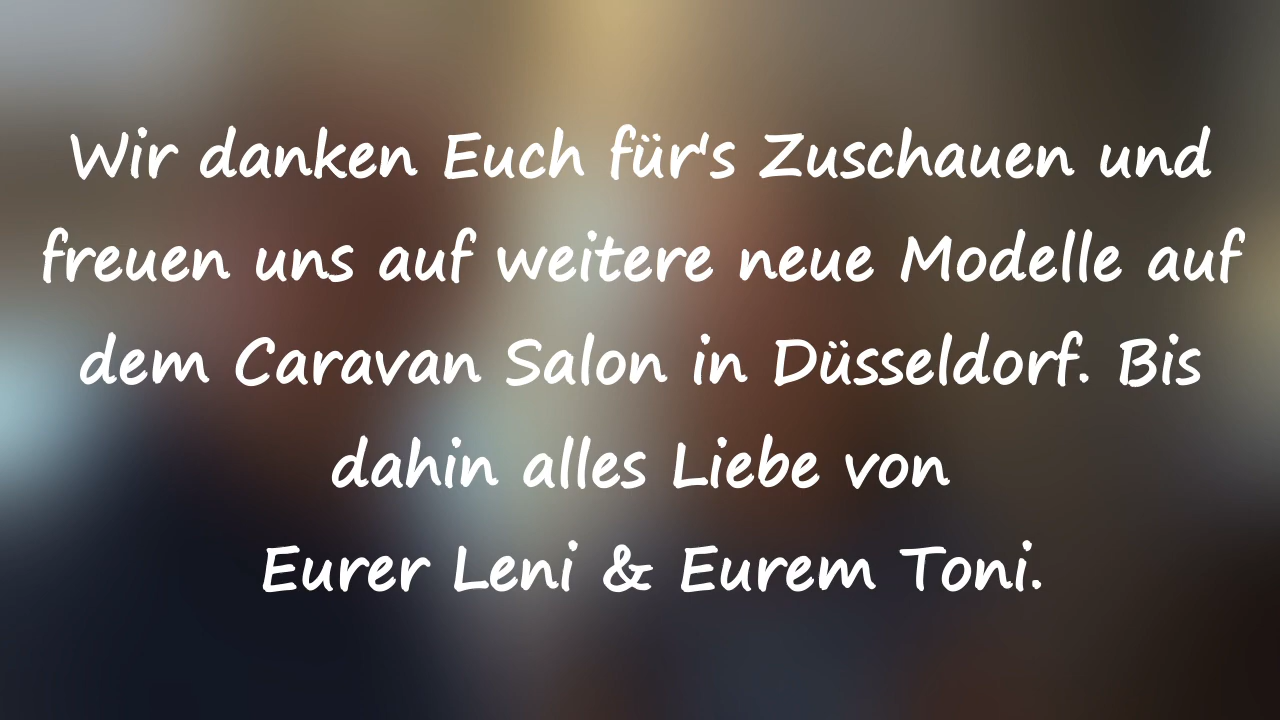 Wir danken Euch für's Zuschauen und
freuen uns auf weitere neue Modelle auf
dem Caravan Salon in Düsseldorf. Bis
dahin alles Liebe von
Eurer Leni & Eurem Toni.